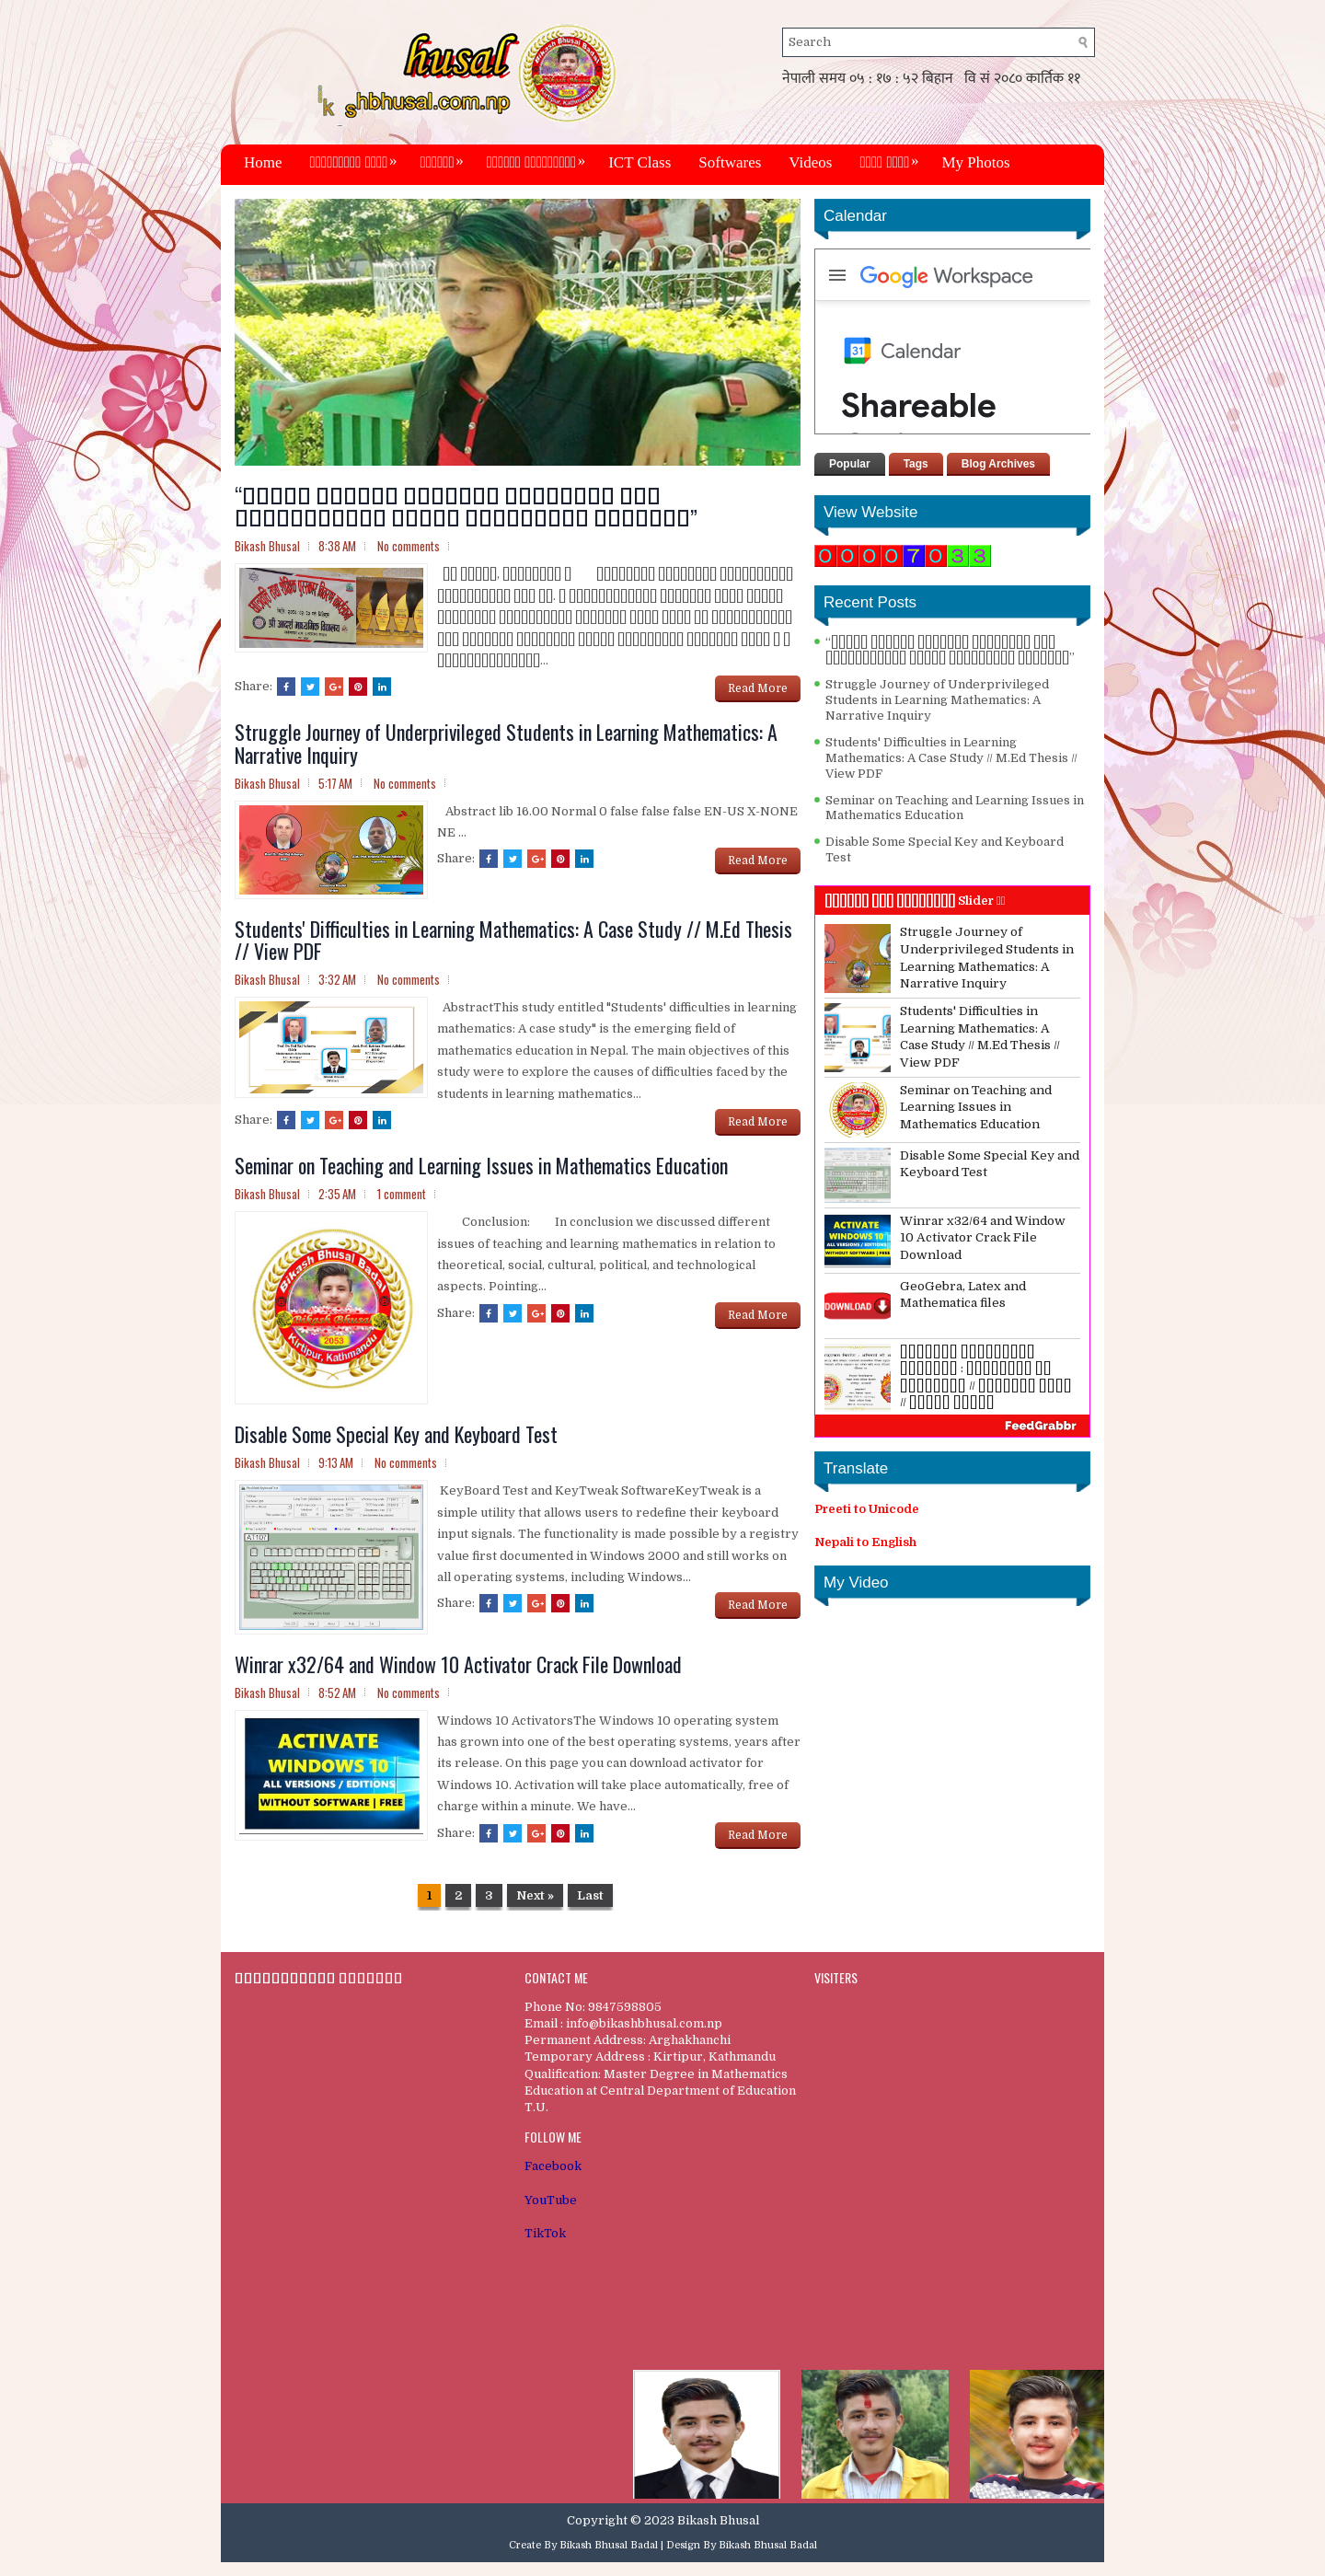 husal
k shbhusal.com.np
Search
नेपाली समय ०५ : १७ : ५२ बिहान वि सं २०८० कार्तिक ११
Home
ICT Class
Softwares
Videos
My Photos
Calendar
Google Workspace
Calendar
Shareable
Popular
Tags
Blog Archives
Bikash Bhusal
8:38 AM
No comments
View Website
00007033
Recent Posts
Share:
Read More
Struggle Journey of Underprivileged Students in Learning Mathematics: A
Narrative Inquiry
Bikash Bhusal
5:17 AM
No comments
Abstract lib 16.00 Normal 0 false false false EN-US X-NONE
NE ...
Share:
Read More
Struggle Journey of Underprivileged
Students in Learning Mathematics: A
Narrative Inquiry
Students' Difficulties in Learning
Mathematics: A Case Study // M.Ed Thesis //
View PDF
Seminar on Teaching and Learning Issues in
Mathematics Education
Disable Some Special Key and Keyboard
Test
Students' Difficulties in Learning Mathematics: A Case Study // M.Ed Thesis
// View PDF
Bikash Bhusal
3:32 AM
No comments
AbstractThis study entitled "Students' difficulties in learning
mathematics: A case study" is the emerging field of
mathematics education in Nepal. The main objectives of this
study were to explore the causes of difficulties faced by the
students in learning mathematics...
Share:
Read More
Slider
Struggle Journey of
Underprivileged Students in
Learning Mathematics: A
Narrative Inquiry
Students' Difficulties in
Learning Mathematics: A
Case Study // M.Ed Thesis //
View PDF
Seminar on Teaching and
Learning Issues in
Mathematics Education
Disable Some Special Key and
Keyboard Test
ACTIVATE
WINDOWS 10
ALL VERSIONS / EDITIONS
WITHOUT SOFTWARE | FREE
Winrar x32/64 and Window
10 Activator Crack File
Download
DOWNLOAD
GeoGebra, Latex and
Mathematica files
FeedGrabbr
Seminar on Teaching and Learning Issues in Mathematics Education
Bikash Bhusal
2:35 AM
1 comment
Bikash Bhusal Badal
Bikash Bhusal
2053
Kirtipur, Kathmandu
Conclusion: In conclusion we discussed different
issues of teaching and learning mathematics in relation to
theoretical, social, cultural, political, and technological
aspects. Pointing...
Share:
Read More
Disable Some Special Key and Keyboard Test
Bikash Bhusal
9:13 AM
No comments
KeyBoard Test and KeyTweak SoftwareKeyTweak is a
simple utility that allows users to redefine their keyboard
input signals. The functionality is made possible by a registry
value first documented in Windows 2000 and still works on
all operating systems, including Windows...
Share:
Read More
Translate
Preeti to Unicode
Nepali to English
My Video
Winrar x32/64 and Window 10 Activator Crack File Download
Bikash Bhusal
8:52 AM
No comments
ACTIVATE
WINDOWS 10
ALL VERSIONS / EDITIONS
WITHOUT SOFTWARE | FREE
Windows 10 ActivatorsThe Windows 10 operating system
has grown into one of the best operating systems, years after
its release. On this page you can download activator for
Windows 10. Activation will take place automatically, free of
charge within a minute. We have...
Share:
Read More
1 2 3 Next » Last
CONTACT ME
Phone No: 9847598805
Email : info@bikashbhusal.com.np
Permanent Address: Arghakhanchi
Temporary Address : Kirtipur, Kathmandu
Qualification: Master Degree in Mathematics
Education at Central Department of Education
T.U.
FOLLOW ME
Facebook
YouTube
TikTok
VISITERS
Copyright © 2023 Bikash Bhusal
Create By Bikash Bhusal Badal | Design By Bikash Bhusal Badal